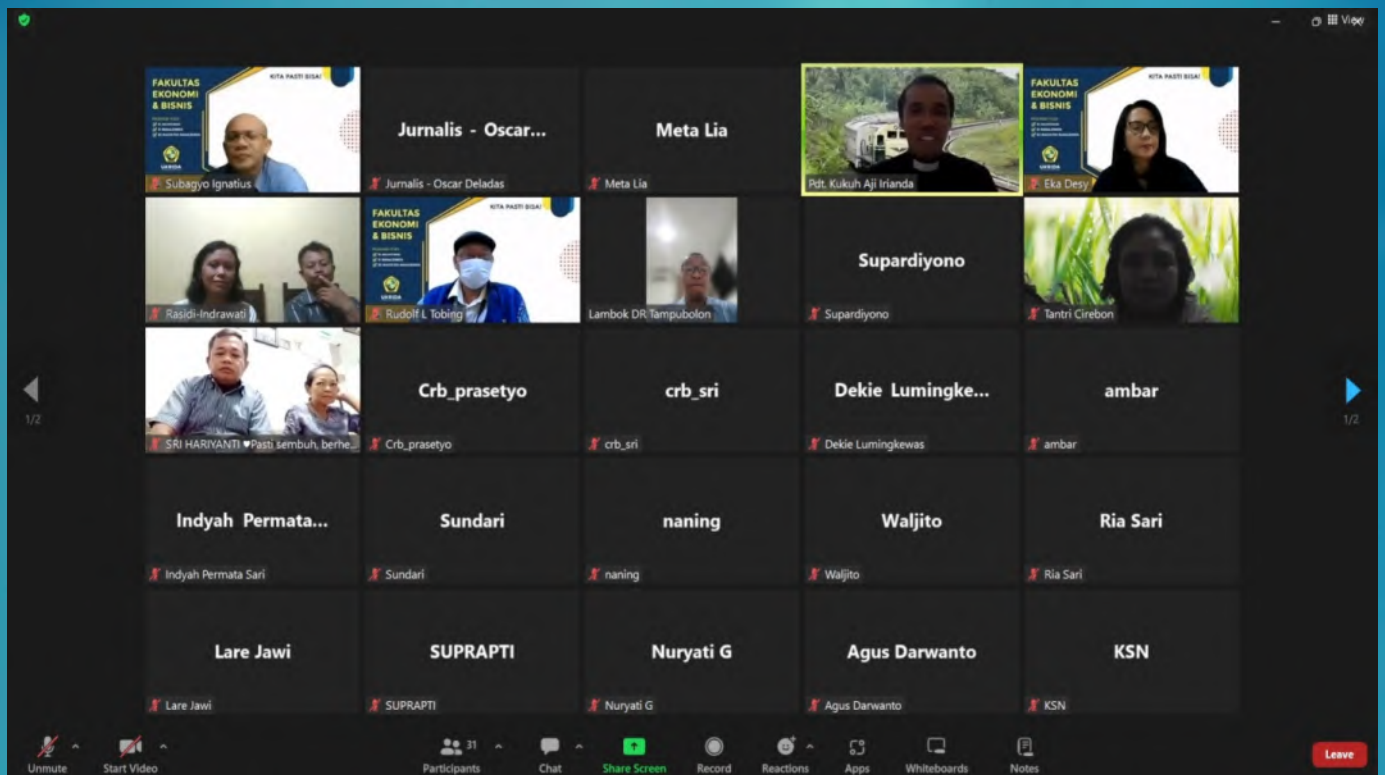 View
FAKULTAS
EKONOMI
& BISNIS
KITA PASTI BISA!
UKRIDA
Subagyo Ignatius
Jurnalis - Oscar...
Jurnalis - Oscar Deladas
Meta Lia
Meta Lia
Pdt. Kukuh Aji Irianda
FAKULTAS
EKONOMI
& BISNIS
KITA PASTI BISA!
UKRIDA
Eka Desy
Rasidi-Indrawati
FAKULTAS
EKONOMI
& BISNIS
KITA PASTI BISA!
UKRIDA
Rudolf L Tobing
Lambok DR Tampubolon
Supardiyono
Supardiyono
Tantri Cirebon
SRI HARIYANTI ♥Pasti sembuh, berhe...
Crb_prasetyo
Crb_prasetyo
crb_sri
crb_sri
Dekie Lumingke...
Dekie Lumingkewas
ambar
ambar
1/2
1/2
Indyah Permata...
Indyah Permata Sari
Sundari
Sundari
naning
naning
Waljito
Waljito
Ria Sari
Ria Sari
Lare Jawi
Lare Jawi
SUPRAPTI
SUPRAPTI
Nuryati G
Nuryati G
Agus Darwanto
Agus Darwanto
KSN
KSN
Unmute
Start Video
31
Participants
Chat
Share Screen
Record
Reactions
Apps
Whiteboards
Notes
Leave